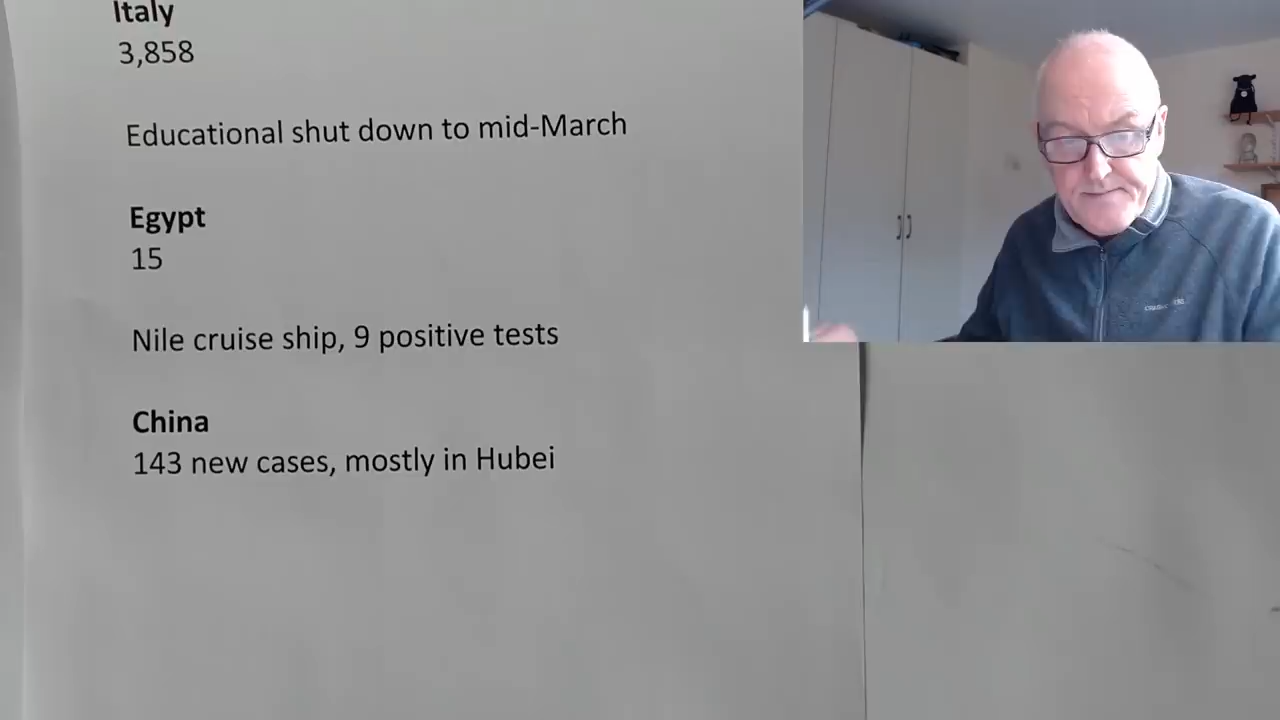 Italy
3,858
Educational shut down to mid-March
Egypt
15
Nile cruise ship, 9 positive tests
China
143 new cases, mostly in Hubei